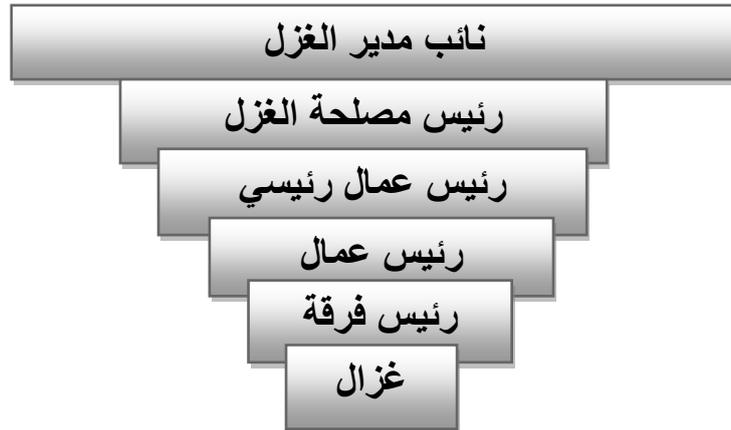 نائب مدير الغزل
رئيس مصلحة الغزل
رئيس عمال رئيسي
رئيس عمال
رئيس فرقة
غزال